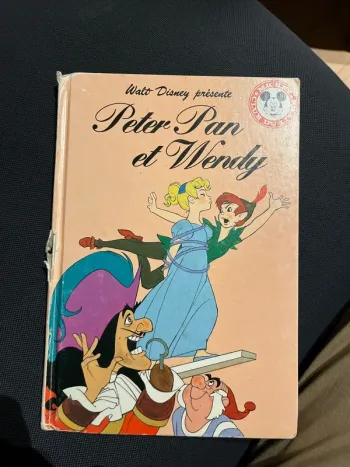 Walt Disney présente
Peter Pan
et Wendy